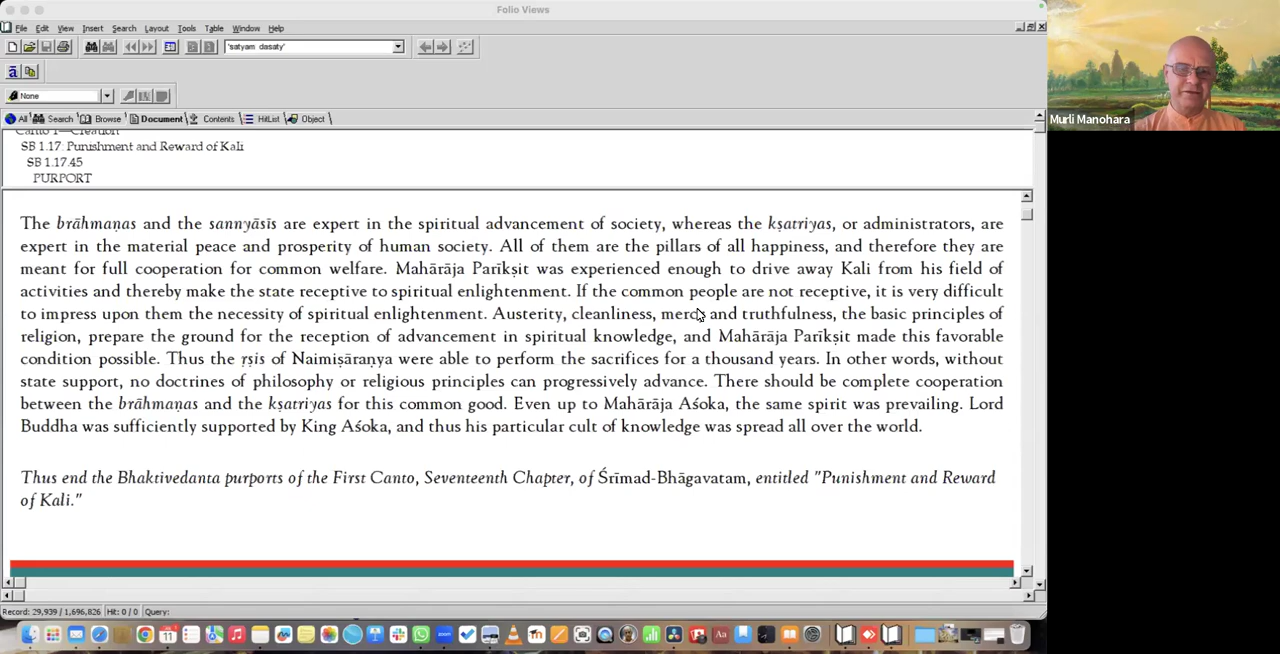 Folio Views
File Edit View Insert Search Layout Tools Table Window Help
'satyam dasaty'
ā
None
All Search Browse Document Contents HitList Object
Canto 1—Creation
SB 1.17: Punishment and Reward of Kali
SB 1.17.45
PURPORT
The brāhmaṇas and the sannyāsīs are expert in the spiritual advancement of society, whereas the kṣatriyas, or administrators, are
expert in the material peace and prosperity of human society. All of them are the pillars of all happiness, and therefore they are
meant for full cooperation for common welfare. Mahārāja Parīkṣit was experienced enough to drive away Kali from his field of
activities and thereby make the state receptive to spiritual enlightenment. If the common people are not receptive, it is very difficult
to impress upon them the necessity of spiritual enlightenment. Austerity, cleanliness, mercy and truthfulness, the basic principles of
religion, prepare the ground for the reception of advancement in spiritual knowledge, and Mahārāja Parīkṣit made this favorable
condition possible. Thus the ṛṣis of Naimiṣāraṇya were able to perform the sacrifices for a thousand years. In other words, without
state support, no doctrines of philosophy or religious principles can progressively advance. There should be complete cooperation
between the brāhmaṇas and the kṣatriyas for this common good. Even up to Mahārāja Aśoka, the same spirit was prevailing. Lord
Buddha was sufficiently supported by King Aśoka, and thus his particular cult of knowledge was spread all over the world.
Thus end the Bhaktivedanta purports of the First Canto, Seventeenth Chapter, of Śrīmad-Bhāgavatam, entitled "Punishment and Reward
of Kali."
Record: 29,939 / 1,696,826 Hit: 0 / 0 Query:
Murli Manohara